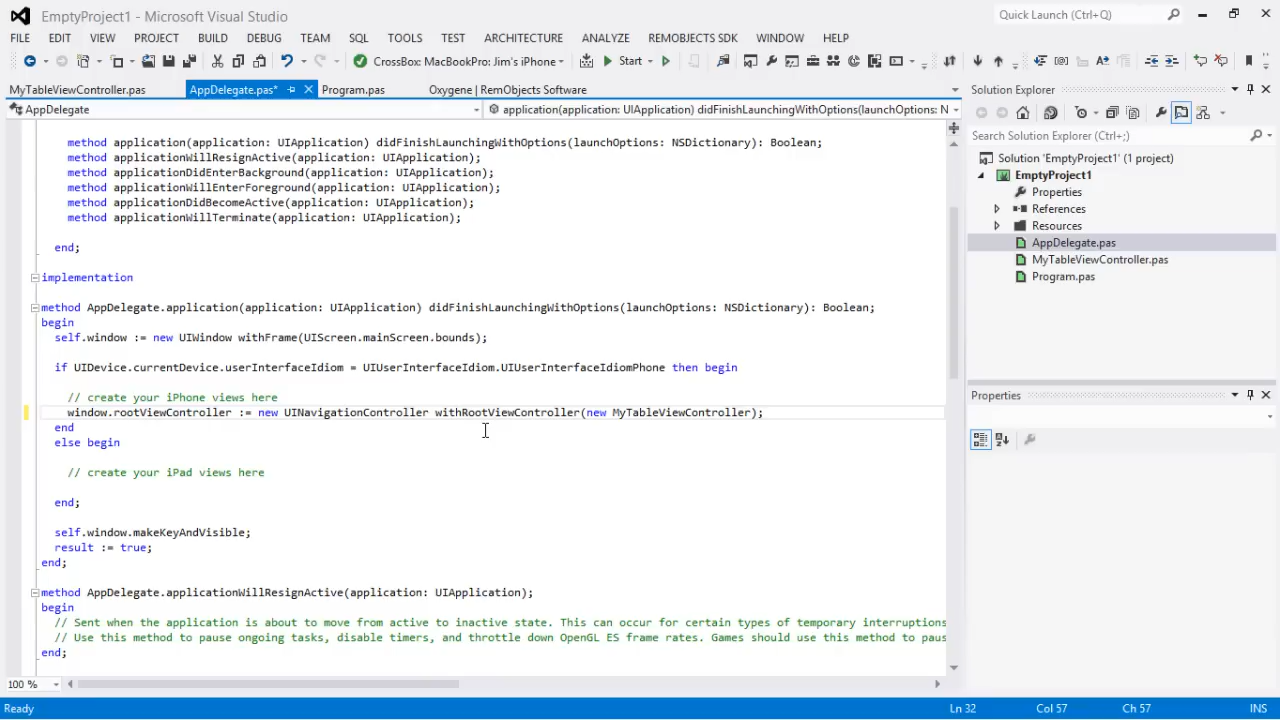 EmptyProject1 - Microsoft Visual Studio
Quick Launch (Ctrl+Q)
FILE EDIT VIEW PROJECT BUILD DEBUG TEAM SQL TOOLS TEST ARCHITECTURE ANALYZE REMOBJECTS SDK WINDOW HELP
CrossBox: MacBookPro: Jim's iPhone Start
MyTableViewController.pas AppDelegate.pas* Program.pas Oxygene | RemObjects Software
AppDelegate application(application: UIApplication) didFinishLaunchingWithOptions(launchOptions: N
method application(application: UIApplication) didFinishLaunchingWithOptions(launchOptions: NSDictionary): Boolean;
method applicationWillResignActive(application: UIApplication);
method applicationDidEnterBackground(application: UIApplication);
method applicationWillEnterForeground(application: UIApplication);
method applicationDidBecomeActive(application: UIApplication);
method applicationWillTerminate(application: UIApplication);
end;
implementation
method AppDelegate.application(application: UIApplication) didFinishLaunchingWithOptions(launchOptions: NSDictionary): Boolean;
begin
self.window := new UIWindow withFrame(UIScreen.mainScreen.bounds);
if UIDevice.currentDevice.userInterfaceIdiom = UIUserInterfaceIdiom.UIUserInterfaceIdiomPhone then begin
// create your iPhone views here
window.rootViewController := new UINavigationController withRootViewController(new MyTableViewController);
end
else begin
// create your iPad views here
end;
self.window.makeKeyAndVisible;
result := true;
end;
method AppDelegate.applicationWillResignActive(application: UIApplication);
begin
// Sent when the application is about to move from active to inactive state. This can occur for certain types of temporary interruptions
// Use this method to pause ongoing tasks, disable timers, and throttle down OpenGL ES frame rates. Games should use this method to paus
end;
100 %
Solution Explorer
Search Solution Explorer (Ctrl+;)
Solution 'EmptyProject1' (1 project)
EmptyProject1
Properties
References
Resources
AppDelegate.pas
MyTableViewController.pas
Program.pas
Properties
Ready Ln 32 Col 57 Ch 57 INS